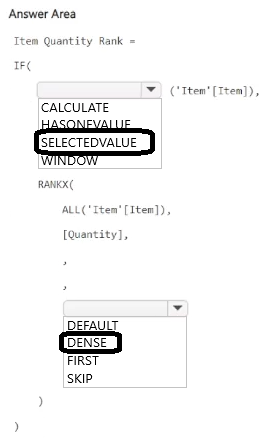 Answer Area
Item Quantity Rank =
IF(
('Item'[Item]),
CALCULATE
HASONEVALUE
SELECTEDVALUE
WINDOW
RANKX(
ALL('Item'[Item]),
[Quantity],
,
,
DEFAULT
DENSE
FIRST
SKIP
)
)